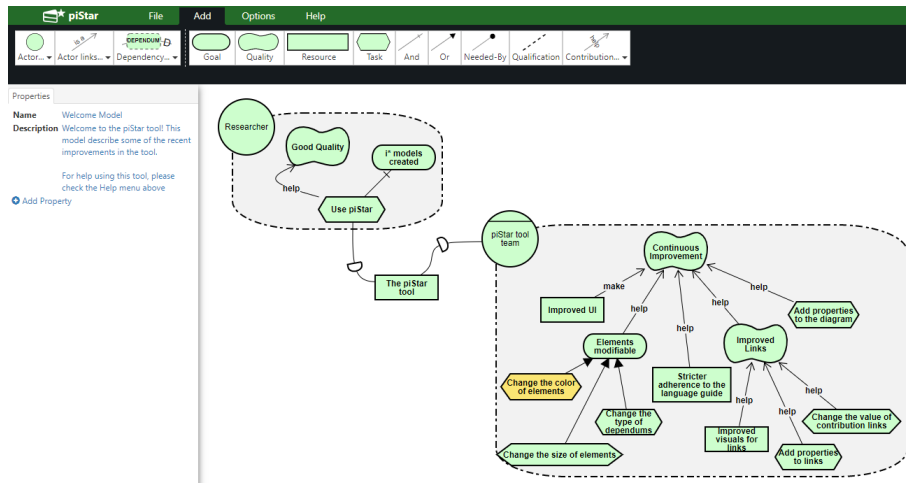 piStar File Add Options Help
is a
DEPENDUM D
help
Actor... Actor links... Dependency... Goal Quality Resource Task And Or Needed-By Qualification Contribution...
Properties
Name Welcome Model
Description Welcome to the piStar tool! This
model describe some of the recent
improvements in the tool.
For help using this tool, please
check the Help menu above
Add Property
Researcher
Good Quality
i* models
created
help
Use piStar
The piStar
tool
piStar tool
team
Continuous
Improvement
make
help
help
help
help
Improved UI
Add properties
to the diagram
Elements
modifiable
Improved
Links
Change the color
of elements
Stricter
adherence to the
language guide
help
help
help
Change the
type of
dependums
Change the value of
contribution links
Improved
visuals for
links
Change the size of elements
Add properties
to links